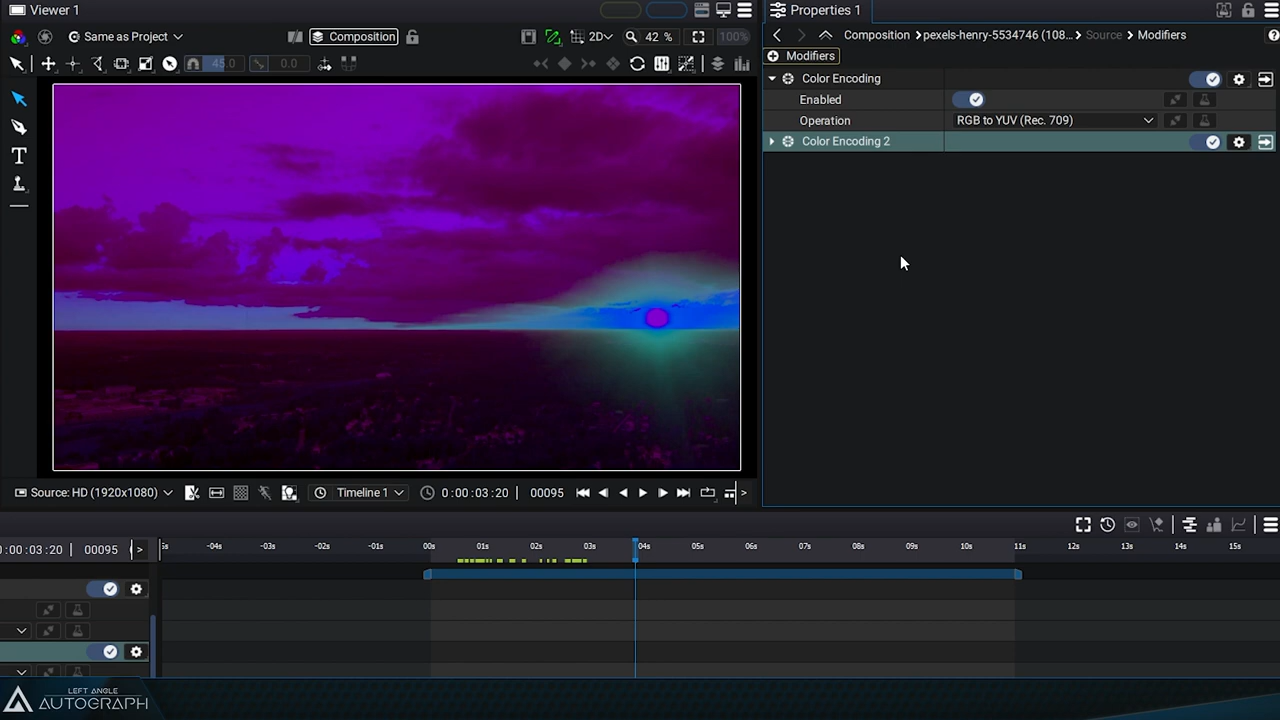 Viewer 1
Same as Project
Composition
2D
42 %
100%
45.0
0.0
T
Source: HD (1920x1080)
Timeline 1
0:00:03:20
00095
Properties 1
Composition
pexels-henry-5534746 (108...
Source
Modifiers
Modifiers
Color Encoding
Enabled
Operation
RGB to YUV (Rec. 709)
Color Encoding 2
0:00:03:20
00095
5s
-04s
-03s
-02s
-01s
00s
01s
02s
03s
04s
05s
06s
07s
08s
09s
10s
11s
12s
13s
14s
15s
LEFT ANGLE
AUTOGRAPH